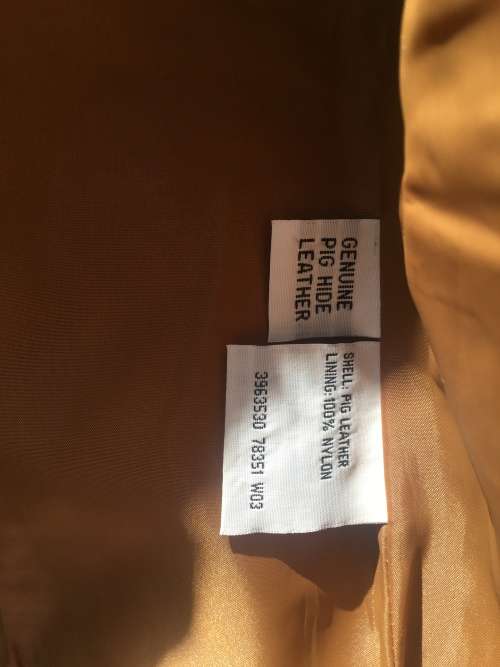 GENUINE
PIG HIDE
LEATHER
SHELL: PIG LEATHER
LINING:100% NYLON
3963530 78351 W03